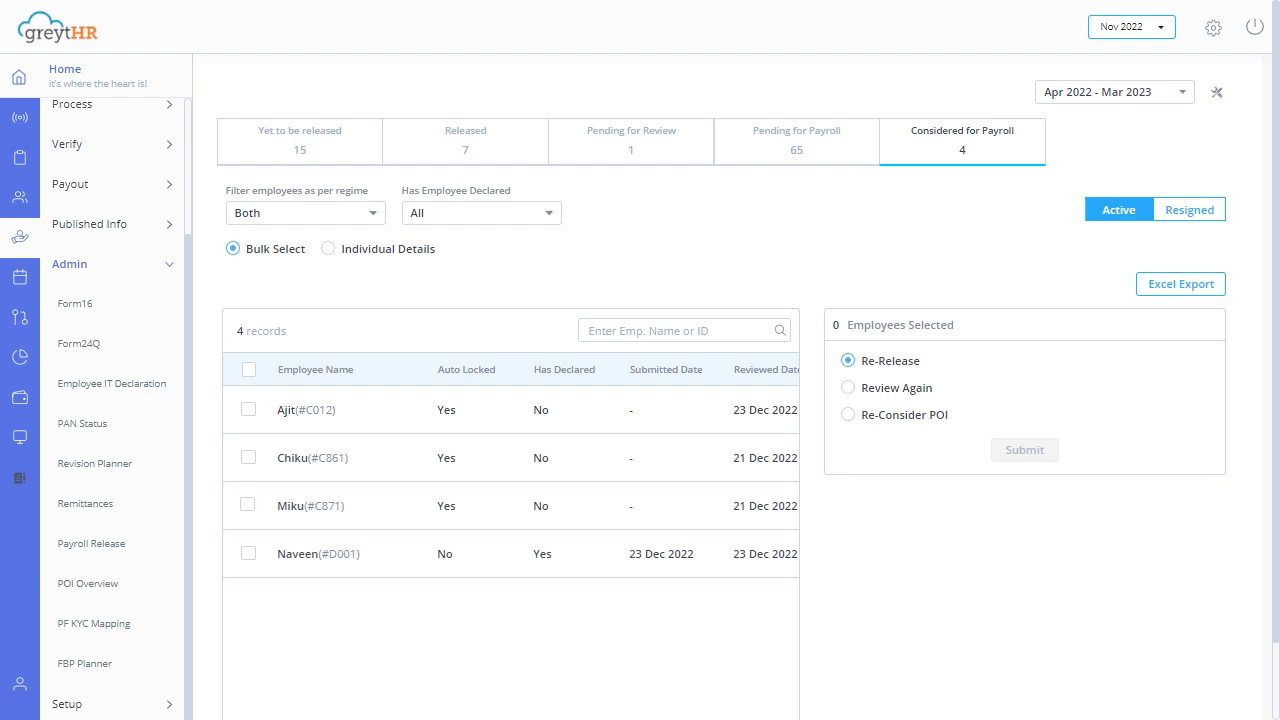 greytHR
Nov 2022
Home
it's where the heart is!
Process
Verify
Payout
Published Info
Admin
Form16
Form24Q
Employee IT Declaration
PAN Status
Revision Planner
Remittances
Payroll Release
POI Overview
PF KYC Mapping
FBP Planner
Setup
Apr 2022 - Mar 2023
Yet to be released
15
Released
7
Pending for Review
1
Pending for Payroll
65
Considered for Payroll
4
Filter employees as per regime
Both
Has Employee Declared
All
Active
Resigned
Bulk Select
Individual Details
Excel Export
4 records
Enter Emp. Name or ID
Employee Name Auto Locked Has Declared Submitted Date Reviewed Date
Ajit(#C012) Yes No - 23 Dec 2022
Chiku(#C861) Yes No - 21 Dec 2022
Miku(#C871) Yes No - 21 Dec 2022
Naveen(#D001) No Yes 23 Dec 2022 23 Dec 2022
0 Employees Selected
Re-Release
Review Again
Re-Consider POI
Submit